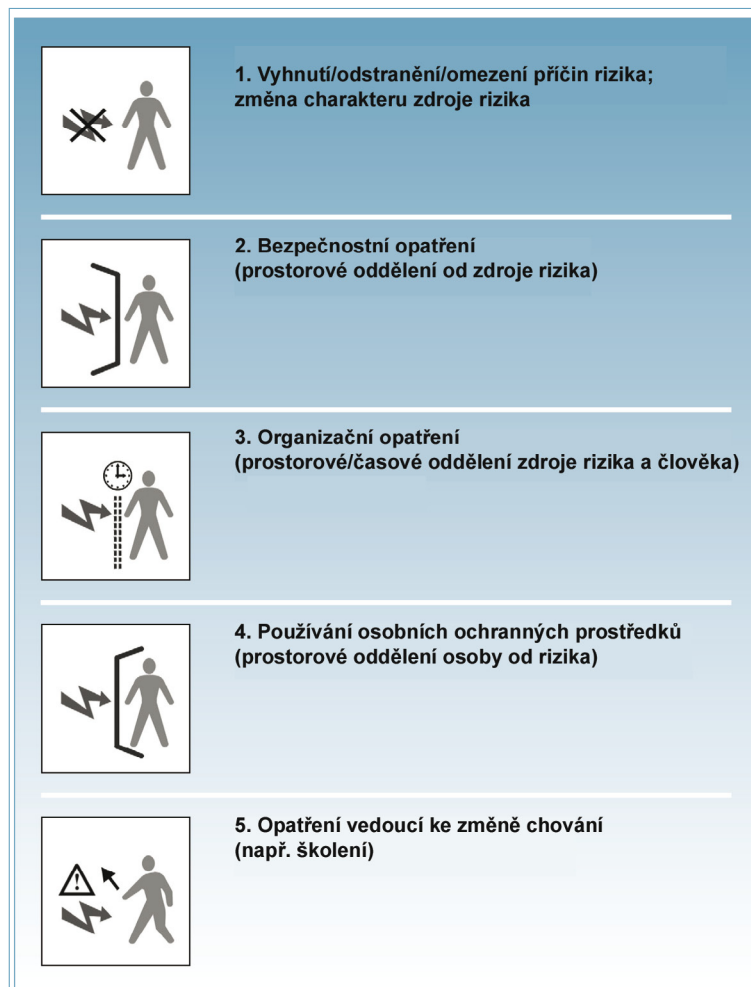 1. Vyhnutí/odstranění/omezení příčin rizika;
změna charakteru zdroje rizika
2. Bezpečnostní opatření
(prostorové oddělení od zdroje rizika)
3. Organizační opatření
(prostorové/časové oddělení zdroje rizika a člověka)
4. Používání osobních ochranných prostředků
(prostorové oddělení osoby od rizika)
5. Opatření vedoucí ke změně chování
(např. školení)